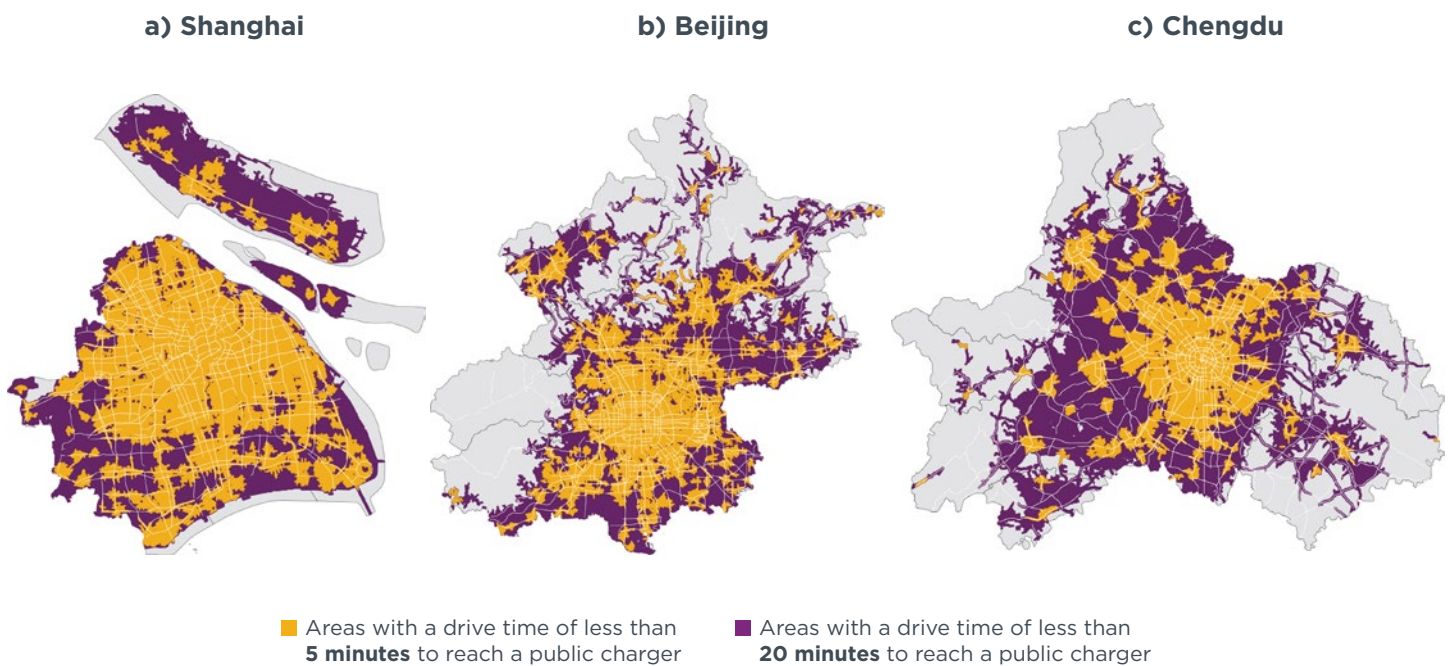 a) Shanghai
b) Beijing
c) Chengdu
Areas with a drive time of less than
5 minutes to reach a public charger
Areas with a drive time of less than
20 minutes to reach a public charger